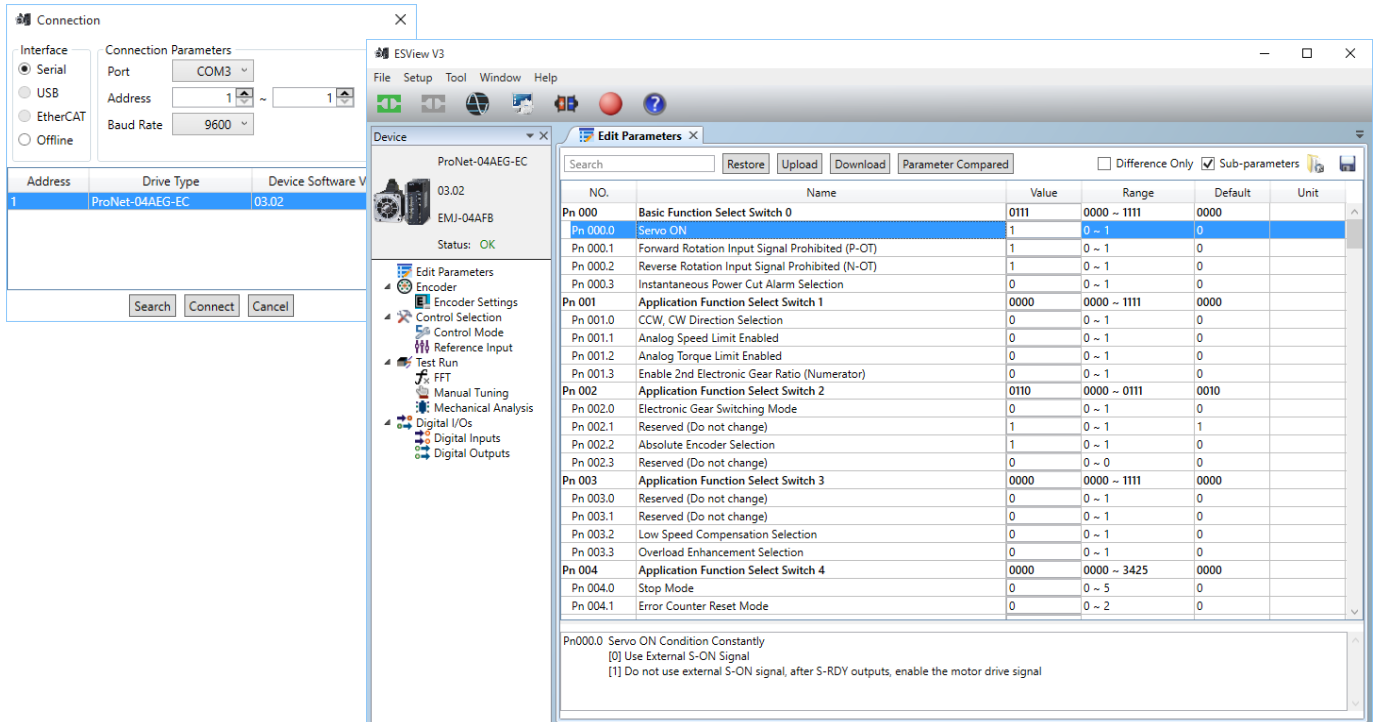 Connection
Interface
Connection Parameters
Serial
Port
COM3
USB
Address
1
~
1
EtherCAT
Baud Rate
9600
Offline
Address Drive Type Device Software V
1 ProNet-04AEG-EC 03.02
Search Connect Cancel
ESView V3
File Setup Tool Window Help
Device
ProNet-04AEG-EC
03.02
EMJ-04AFB
Status: OK
Edit Parameters
Encoder
Encoder Settings
Control Selection
Control Mode
Reference Input
Test Run
FFT
Manual Tuning
Mechanical Analysis
Digital I/Os
Digital Inputs
Digital Outputs
Edit Parameters
Search Restore Upload Download Parameter Compared Difference Only Sub-parameters
NO. Name Value Range Default Unit
Pn 000 Basic Function Select Switch 0 0111 0000 ~ 1111 0000
Pn 000.0 Servo ON 1 0 ~ 1 0
Pn 000.1 Forward Rotation Input Signal Prohibited (P-OT) 1 0 ~ 1 0
Pn 000.2 Reverse Rotation Input Signal Prohibited (N-OT) 1 0 ~ 1 0
Pn 000.3 Instantaneous Power Cut Alarm Selection 0 0 ~ 1 0
Pn 001 Application Function Select Switch 1 0000 0000 ~ 1111 0000
Pn 001.0 CCW, CW Direction Selection 0 0 ~ 1 0
Pn 001.1 Analog Speed Limit Enabled 0 0 ~ 1 0
Pn 001.2 Analog Torque Limit Enabled 0 0 ~ 1 0
Pn 001.3 Enable 2nd Electronic Gear Ratio (Numerator) 0 0 ~ 1 0
Pn 002 Application Function Select Switch 2 0110 0000 ~ 0111 0010
Pn 002.0 Electronic Gear Switching Mode 0 0 ~ 1 0
Pn 002.1 Reserved (Do not change) 1 0 ~ 1 1
Pn 002.2 Absolute Encoder Selection 1 0 ~ 1 0
Pn 002.3 Reserved (Do not change) 0 0 ~ 0 0
Pn 003 Application Function Select Switch 3 0000 0000 ~ 1111 0000
Pn 003.0 Reserved (Do not change) 0 0 ~ 1 0
Pn 003.1 Reserved (Do not change) 0 0 ~ 1 0
Pn 003.2 Low Speed Compensation Selection 0 0 ~ 1 0
Pn 003.3 Overload Enhancement Selection 0 0 ~ 1 0
Pn 004 Application Function Select Switch 4 0000 0000 ~ 3425 0000
Pn 004.0 Stop Mode 0 0 ~ 5 0
Pn 004.1 Error Counter Reset Mode 0 0 ~ 2 0
Pn000.0 Servo ON Condition Constantly
[0] Use External S-ON Signal
[1] Do not use external S-ON signal, after S-RDY outputs, enable the motor drive signal